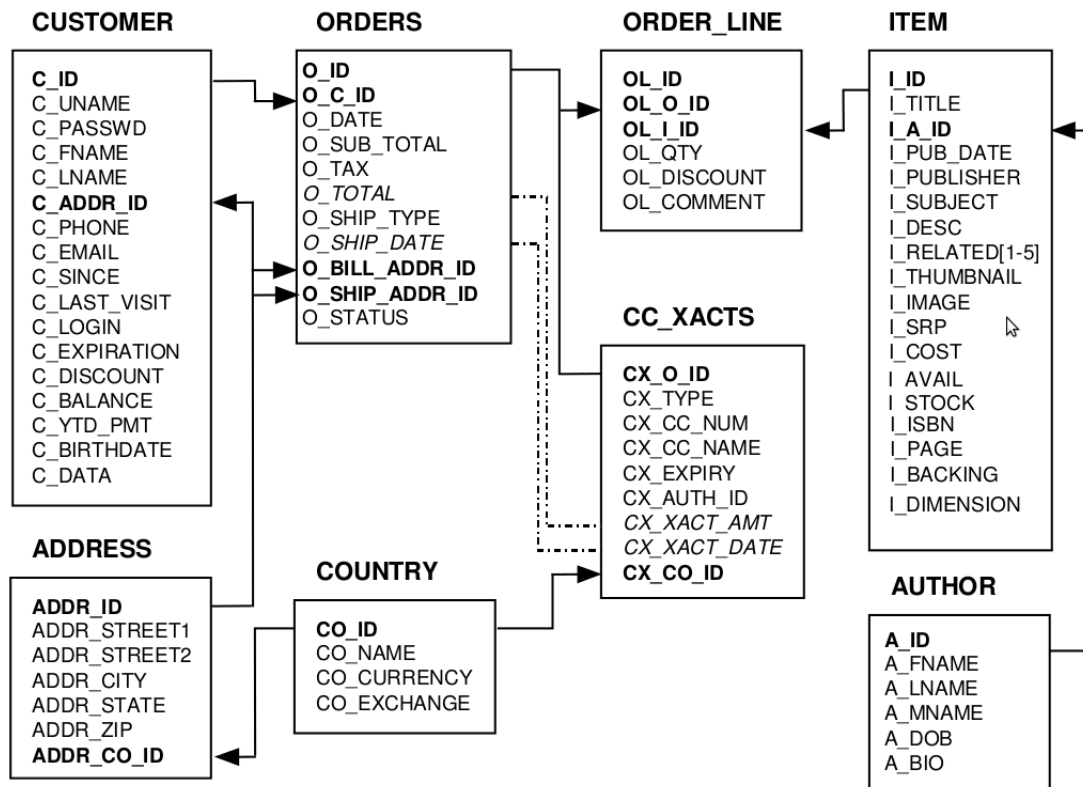 CUSTOMER
C_ID
C_UNAME
C_PASSWD
C_FNAME
C_LNAME
C_ADDR_ID
C_PHONE
C_EMAIL
C_SINCE
C_LAST_VISIT
C_LOGIN
C_EXPIRATION
C_DISCOUNT
C_BALANCE
C_YTD_PMT
C_BIRTHDATE
C_DATA
ORDERS
O_ID
O_C_ID
O_DATE
O_SUB_TOTAL
O_TAX
O_TOTAL
O_SHIP_TYPE
O_SHIP_DATE
O_BILL_ADDR_ID
O_SHIP_ADDR_ID
O_STATUS
ORDER_LINE
OL_ID
OL_O_ID
OL_I_ID
OL_QTY
OL_DISCOUNT
OL_COMMENT
ITEM
I_ID
I_TITLE
I_A_ID
I_PUB_DATE
I_PUBLISHER
I_SUBJECT
I_DESC
I_RELATED[1-5]
I_THUMBNAIL
I_IMAGE
I_SRP
I_COST
I_AVAIL
I_STOCK
I_ISBN
I_PAGE
I_BACKING
I_DIMENSION
CC_XACTS
CX_O_ID
CX_TYPE
CX_CC_NUM
CX_CC_NAME
CX_EXPIRY
CX_AUTH_ID
CX_XACT_AMT
CX_XACT_DATE
CX_CO_ID
ADDRESS
ADDR_ID
ADDR_STREET1
ADDR_STREET2
ADDR_CITY
ADDR_STATE
ADDR_ZIP
ADDR_CO_ID
COUNTRY
CO_ID
CO_NAME
CO_CURRENCY
CO_EXCHANGE
AUTHOR
A_ID
A_FNAME
A_LNAME
A_MNAME
A_DOB
A_BIO